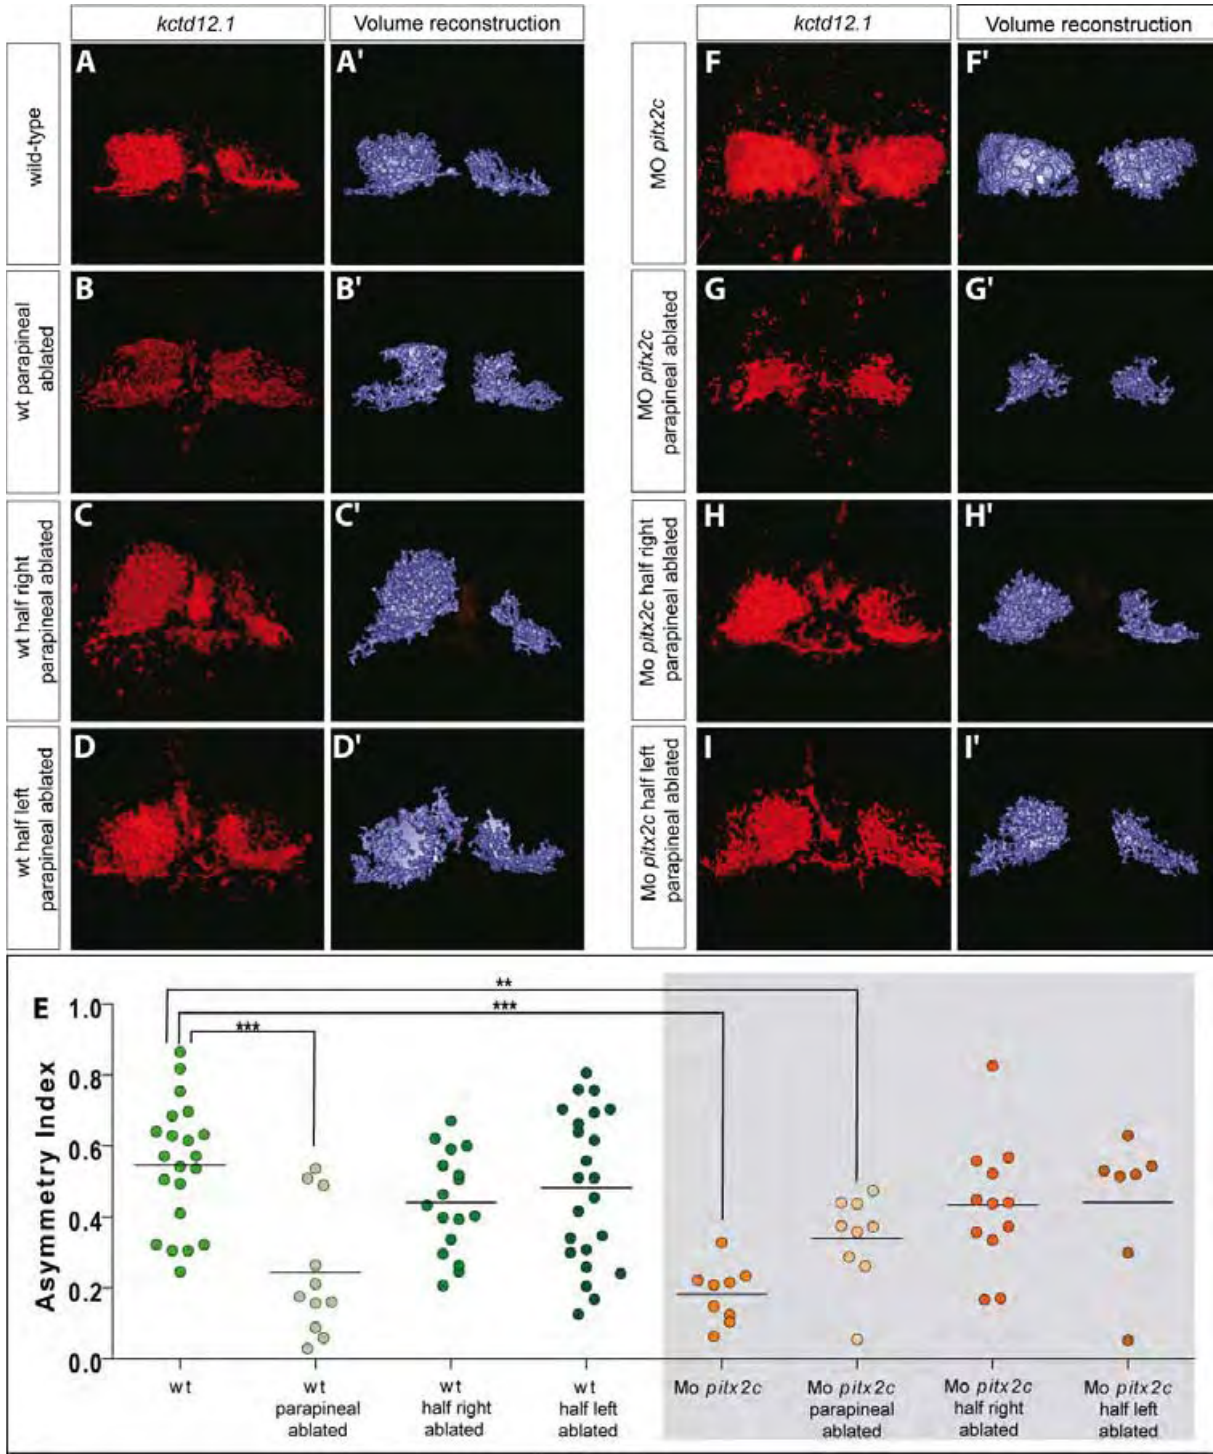 kctd12.1
Volume reconstruction
kctd12.1
Volume reconstruction
wild-type
A
A'
MO pitx2c
F
F'
wt parapineal
ablated
B
B'
MO pitx2c
parapineal ablated
G
G'
wt half right
parapineal ablated
C
C'
Mo pitx2c half right
parapineal ablated
H
H'
wt half left
parapineal ablated
D
D'
Mo pitx2c half left
parapineal ablated
I
I'
E
Asymmetry Index
1.0
0.8
0.6
0.4
0.2
0.0
**
***
***
wt
wt
parapineal
ablated
wt
half right
ablated
wt
half left
ablated
Mo pitx2c
Mo pitx2c
parapineal
ablated
Mo pitx2c
half right
ablated
Mo pitx2c
half left
ablated